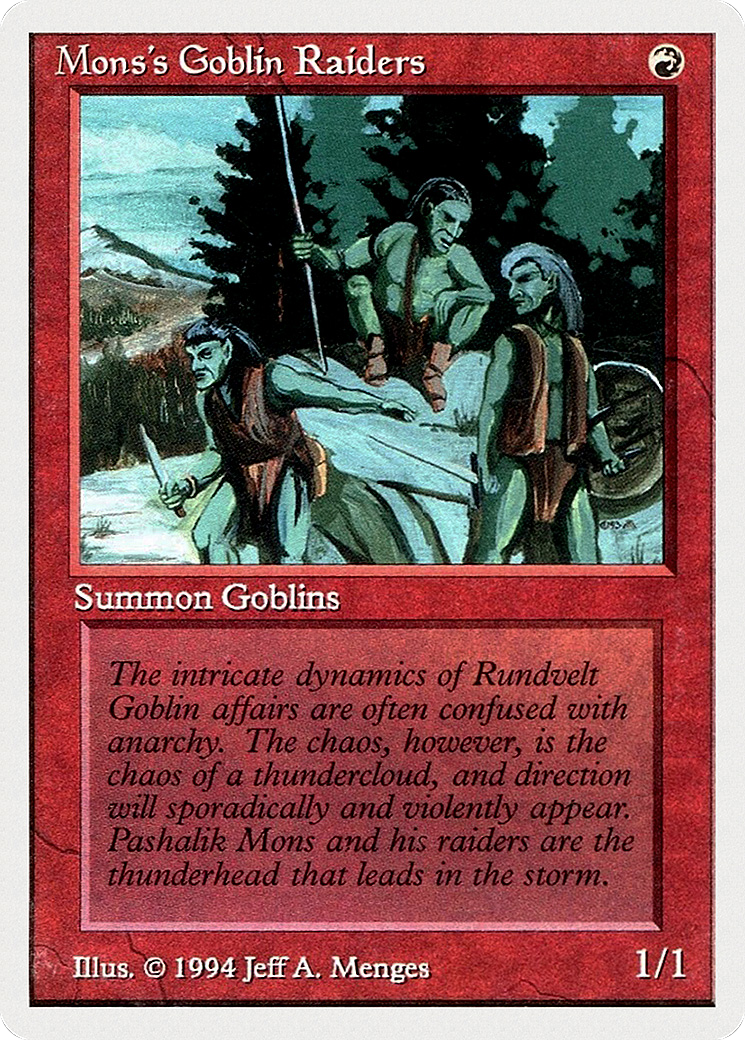 Mons's Goblin Raiders
Summon Goblins
The intricate dynamics of Rundvelt
Goblin affairs are often confused with
anarchy. The chaos, however, is the
chaos of a thundercloud, and direction
will sporadically and violently appear.
Pashalik Mons and his raiders are the
thunderhead that leads in the storm.
Illus. © 1994 Jeff A. Menges
1/1